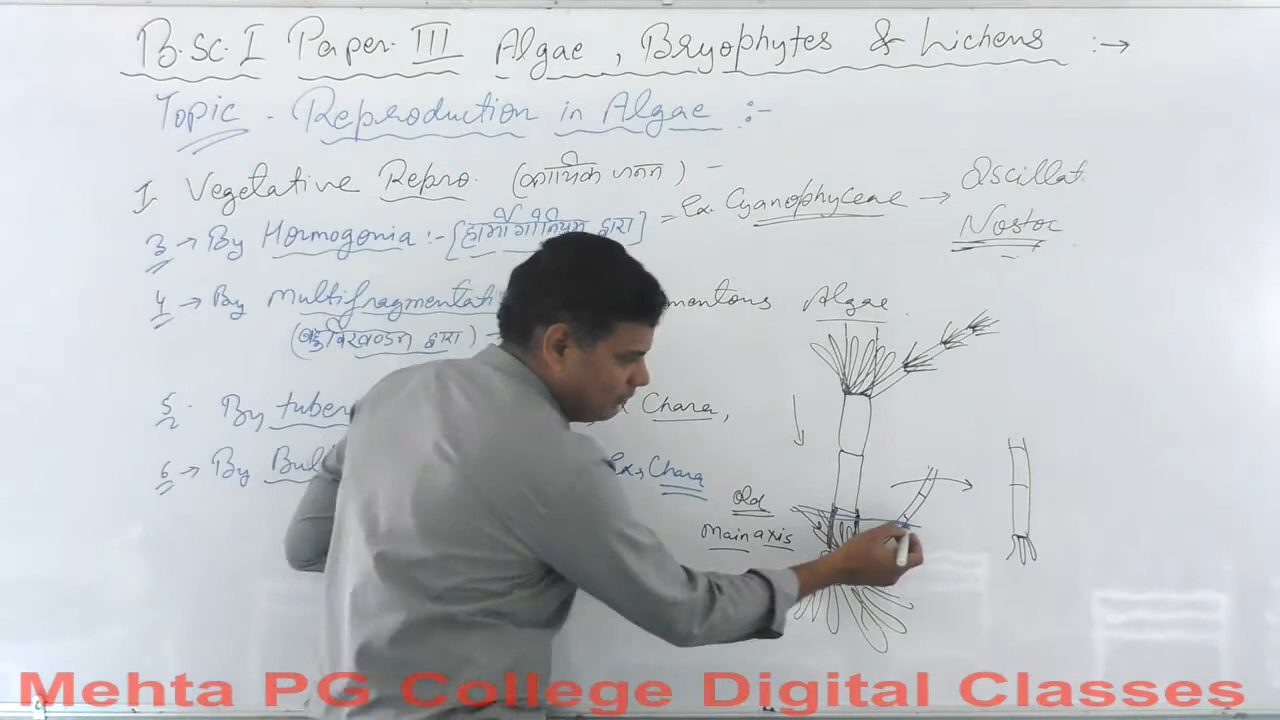 B.Sc. I Paper. III Algae, Bryophytes & Lichens :→
Topic - Reproduction in Algae :-
I Vegetative Repro. (कायिक जनन) -
3 → By Hormogonia :- [हार्मोगोनियम द्वारा] = Ex. Cyanophyceae → Oscillat
Nostoc
4 → By Multifragmentati mentous Algae.
(बहुविखण्डन द्वारा) -
5. By tuber Chara,
6 → By Bul Ex, Chara
Old
Main axis
Mehta PG College Digital Classes